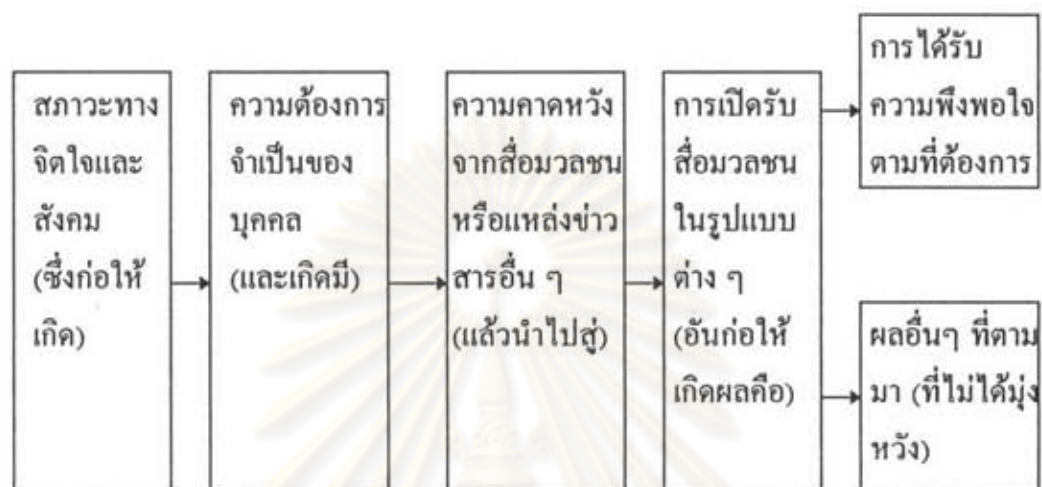 สภาวะทาง
จิตใจและ
สังคม
(ซึ่งก่อให้
เกิด)
ความต้องการ
จำเป็นของ
บุคคล
(และเกิดมี)
ความคาดหวัง
จากสื่อมวลชน
หรือแหล่งข่าว
สารอื่น ๆ
(แล้วนำไปสู่)
การเปิดรับ
สื่อมวลชน
ในรูปแบบ
ต่าง ๆ
(อันก่อให้
เกิดผลคือ)
การได้รับ
ความพึงพอใจ
ตามที่ต้องการ
ผลอื่นๆ ที่ตาม
มา (ที่ไม่ได้มุ่ง
หวัง)